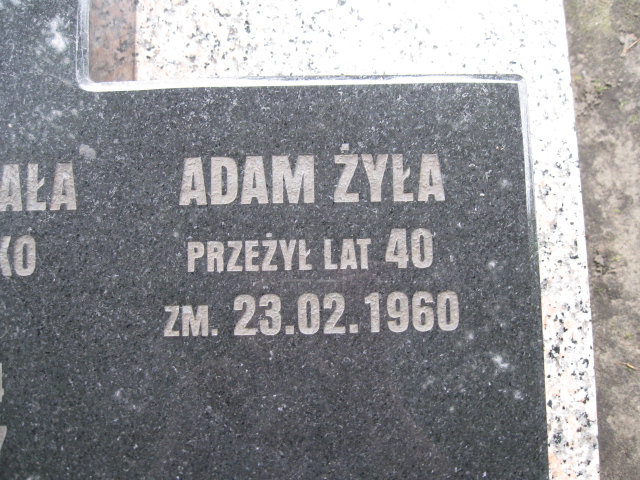 ADAM ŻYŁA
PRZEŻYŁ LAT 40
ZM. 23.02.1960